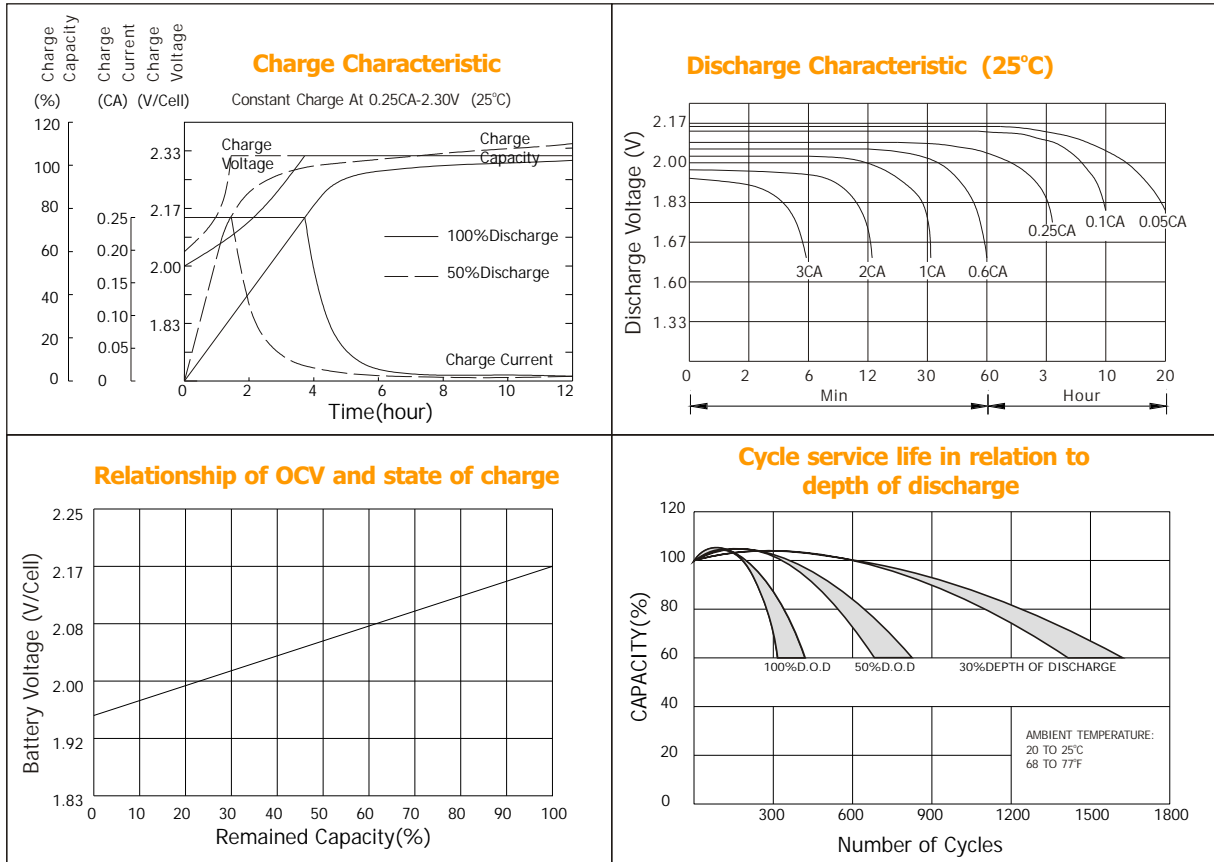 Charge Capacity
Charge Current
Charge Voltage
(%)
(CA)
(V/Cell)
Charge Characteristic
Constant Charge At 0.25CA-2.30V (25°C)
120
100
80
60
40
20
0
0.25
0.20
0.15
0.10
0.05
0
2.33
2.17
2.00
1.83
Charge Voltage
Charge Capacity
100%Discharge
50%Discharge
Charge Current
0
2
4
6
8
10
12
Time(hour)
Discharge Characteristic (25°C)
Discharge Voltage (V)
2.17
2.00
1.83
1.67
1.60
1.33
3CA
2CA
1CA
0.6CA
0.25CA
0.1CA
0.05CA
0
2
6
12
30
60
3
10
20
Min
Hour
Relationship of OCV and state of charge
Battery Voltage (V/Cell)
2.25
2.17
2.08
2.00
1.92
1.83
0
10
20
30
40
50
60
70
80
90
100
Remained Capacity(%)
Cycle service life in relation to
depth of discharge
CAPACITY(%)
120
100
80
60
40
20
0
100%D.O.D
50%D.O.D
30%DEPTH OF DISCHARGE
AMBIENT TEMPERATURE:
20 TO 25°C
68 TO 77°F
300
600
900
1200
1500
1800
Number of Cycles